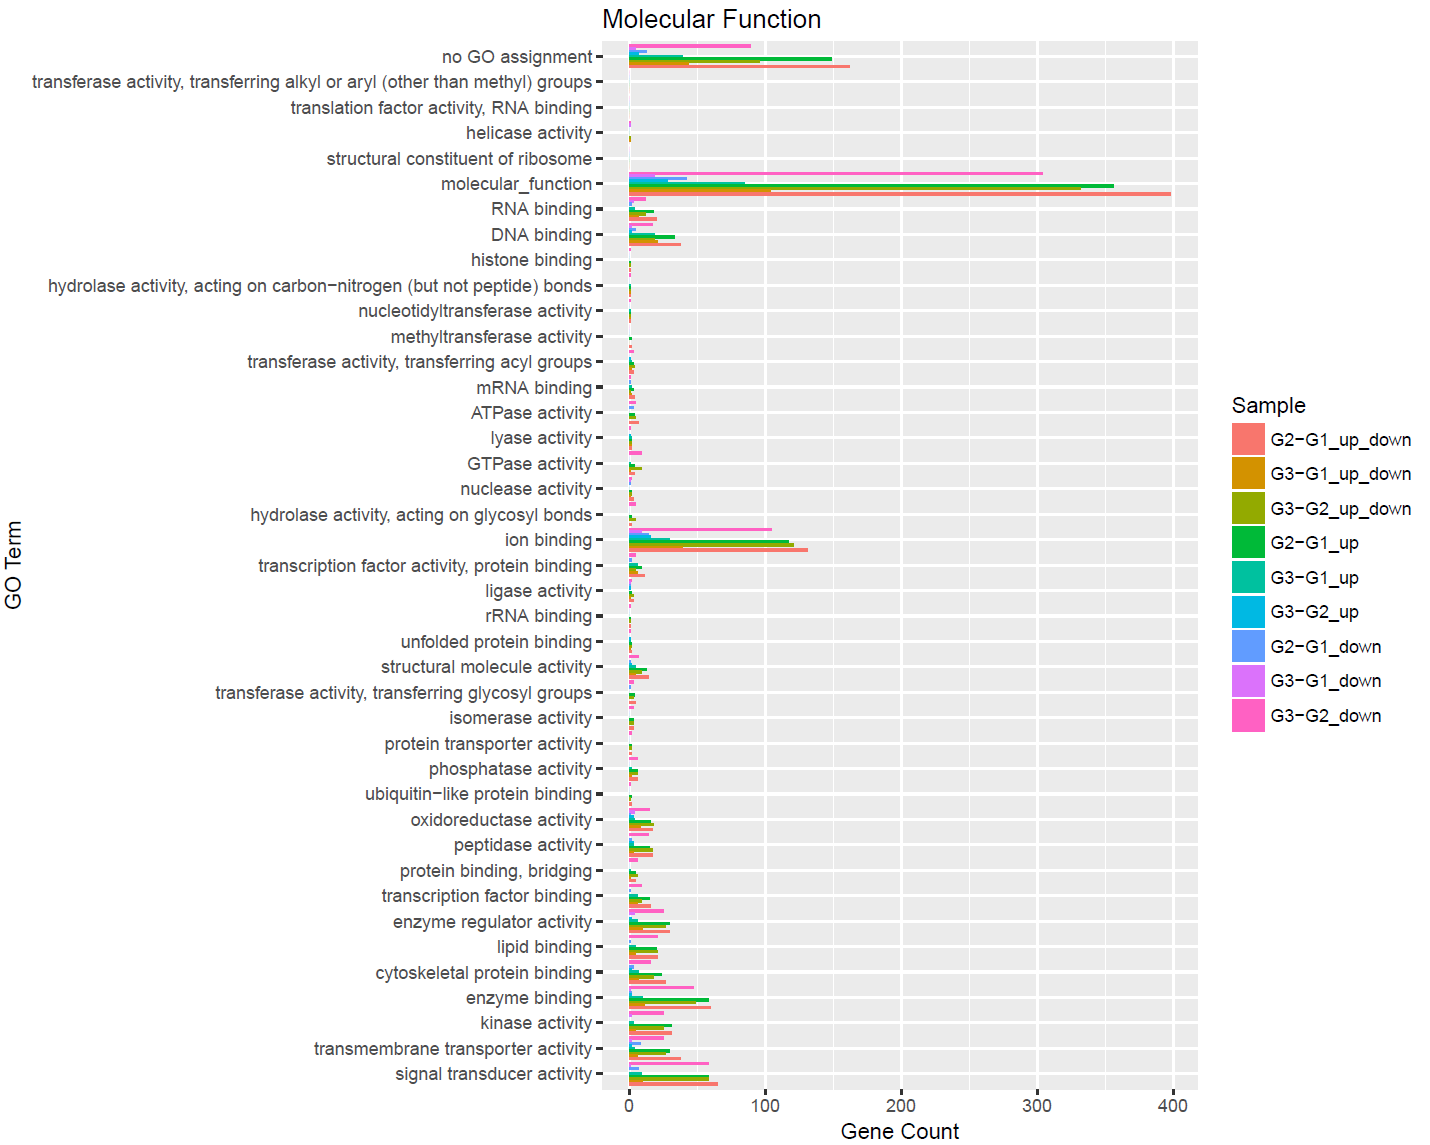 Molecular Function
no GO assignment
transferase activity, transferring alkyl or aryl (other than methyl) groups
translation factor activity, RNA binding
helicase activity
structural constituent of ribosome
molecular_function
RNA binding
DNA binding
histone binding
hydrolase activity, acting on carbon−nitrogen (but not peptide) bonds
nucleotidyltransferase activity
methyltransferase activity
transferase activity, transferring acyl groups
mRNA binding
ATPase activity
lyase activity
GTPase activity
nuclease activity
hydrolase activity, acting on glycosyl bonds
ion binding
transcription factor activity, protein binding
ligase activity
rRNA binding
unfolded protein binding
structural molecule activity
transferase activity, transferring glycosyl groups
isomerase activity
protein transporter activity
phosphatase activity
ubiquitin−like protein binding
oxidoreductase activity
peptidase activity
protein binding, bridging
transcription factor binding
enzyme regulator activity
lipid binding
cytoskeletal protein binding
enzyme binding
kinase activity
transmembrane transporter activity
signal transducer activity
GO Term
0 100 200 300 400
Gene Count
Sample
G2−G1_up_down
G3−G1_up_down
G3−G2_up_down
G2−G1_up
G3−G1_up
G3−G2_up
G2−G1_down
G3−G1_down
G3−G2_down